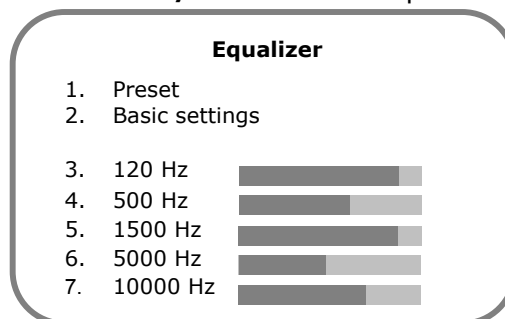 Equalizer
1. Preset
2. Basic settings
3. 120 Hz
4. 500 Hz
5. 1500 Hz
6. 5000 Hz
7. 10000 Hz